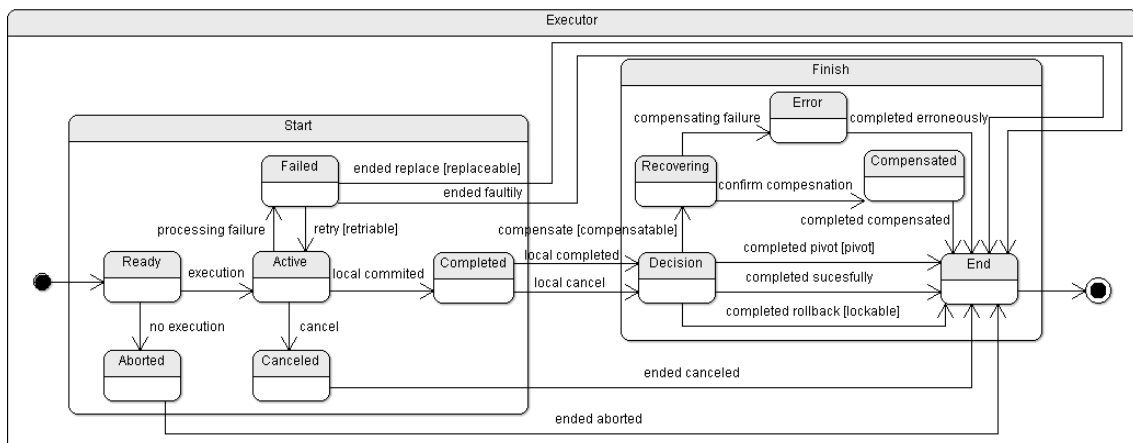 Executor
Finish
Error
compensating failure
completed erroneously
Start
Compensated
Failed
ended replace [replaceable]
Recovering
ended faultily
confirm compesnation
completed compensated
processing failure
retry [retriable]
compensate [compensatable]
Ready
execution
Active
local commited
Completed
local completed
Decision
completed pivot [pivot]
End
local cancel
completed sucesfully
completed rollback [lockable]
no execution
cancel
Aborted
Canceled
ended canceled
ended aborted